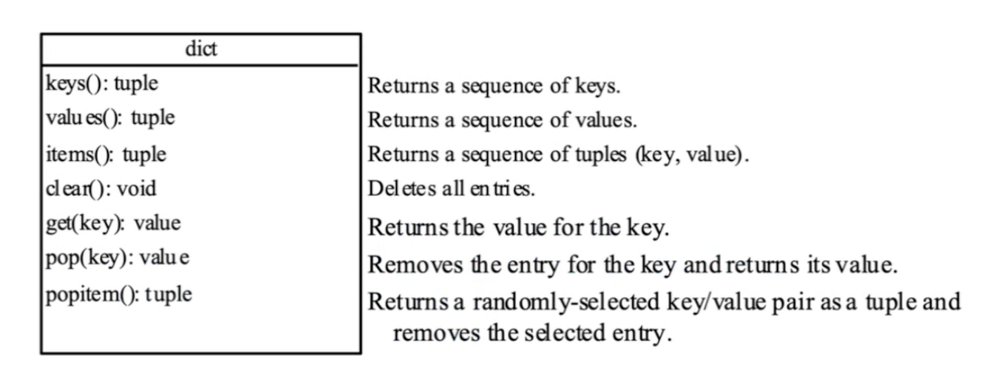 dict
keys(): tuple
Returns a sequence of keys.
values(): tuple
Returns a sequence of values.
items(): tuple
Returns a sequence of tuples (key, value).
clear(): void
Deletes all entries.
get(key): value
Returns the value for the key.
pop(key): value
Removes the entry for the key and returns its value.
popitem(): tuple
Returns a randomly-selected key/value pair as a tuple and
removes the selected entry.